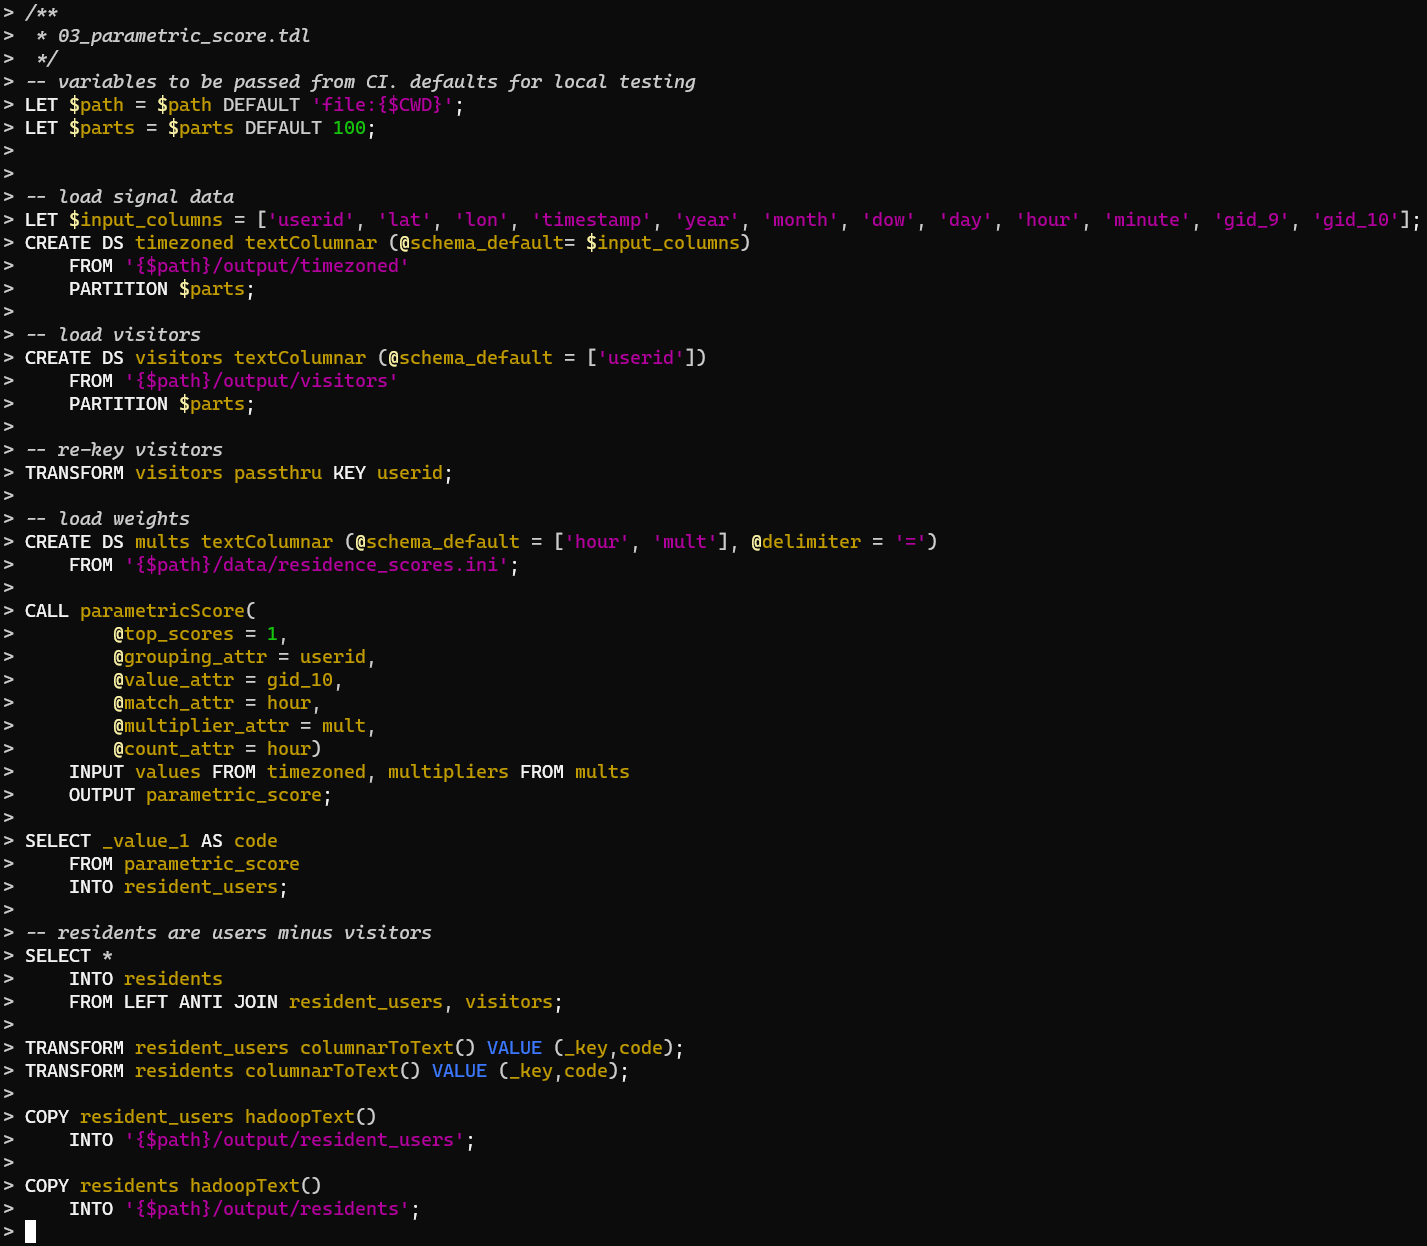 > /**
>  * 03_parametric_score.tdl
>  */
> -- variables to be passed from CI. defaults for local testing
> LET $path = $path DEFAULT 'file:{$CWD}';
> LET $parts = $parts DEFAULT 100;
>
>
> -- load signal data
> LET $input_columns = ['userid', 'lat', 'lon', 'timestamp', 'year', 'month', 'dow', 'day', 'hour', 'minute', 'gid_9', 'gid_10'];
> CREATE DS timezoned textColumnar (@schema_default= $input_columns)
>     FROM '{$path}/output/timezoned'
>     PARTITION $parts;
>
> -- load visitors
> CREATE DS visitors textColumnar (@schema_default = ['userid'])
>     FROM '{$path}/output/visitors'
>     PARTITION $parts;
>
> -- re-key visitors
> TRANSFORM visitors passthru KEY userid;
>
> -- load weights
> CREATE DS mults textColumnar (@schema_default = ['hour', 'mult'], @delimiter = '=')
>     FROM '{$path}/data/residence_scores.ini';
>
> CALL parametricScore(
>         @top_scores = 1,
>         @grouping_attr = userid,
>         @value_attr = gid_10,
>         @match_attr = hour,
>         @multiplier_attr = mult,
>         @count_attr = hour)
>     INPUT values FROM timezoned, multipliers FROM mults
>     OUTPUT parametric_score;
>
> SELECT _value_1 AS code
>     FROM parametric_score
>     INTO resident_users;
>
> -- residents are users minus visitors
> SELECT *
>     INTO residents
>     FROM LEFT ANTI JOIN resident_users, visitors;
>
> TRANSFORM resident_users columnarToText() VALUE (_key,code);
> TRANSFORM residents columnarToText() VALUE (_key,code);
>
> COPY resident_users hadoopText()
>     INTO '{$path}/output/resident_users';
>
> COPY residents hadoopText()
>     INTO '{$path}/output/residents';
>